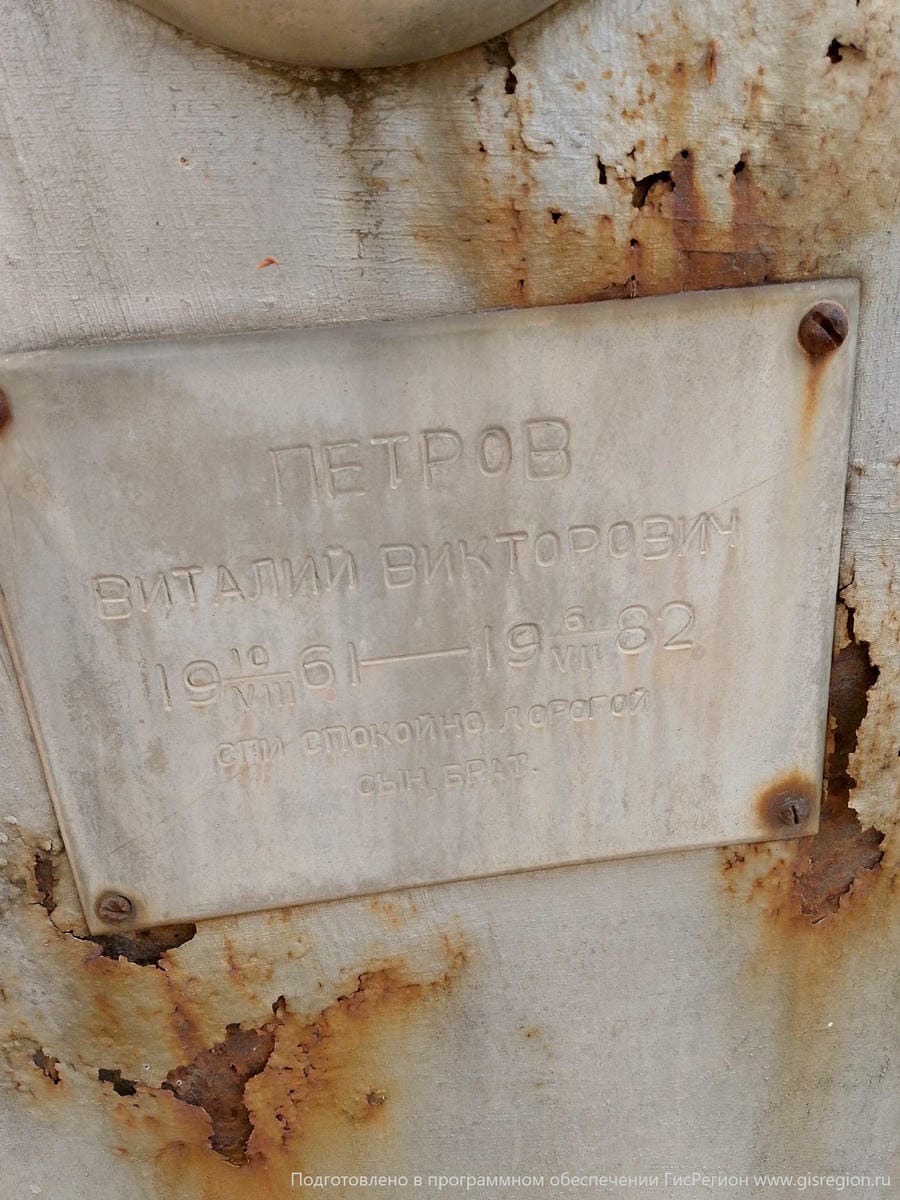 ПЕТРОВ
ВИТАЛИЙ ВИКТОРОВИЧ
19 10/VIII 61 — 19 6/VII 82
СПИ СПОКОЙНО ДОРОГОЙ
СЫН, БРАТ.
Подготовлено в программном обеспечении ГисРегион www.gisregion.ru